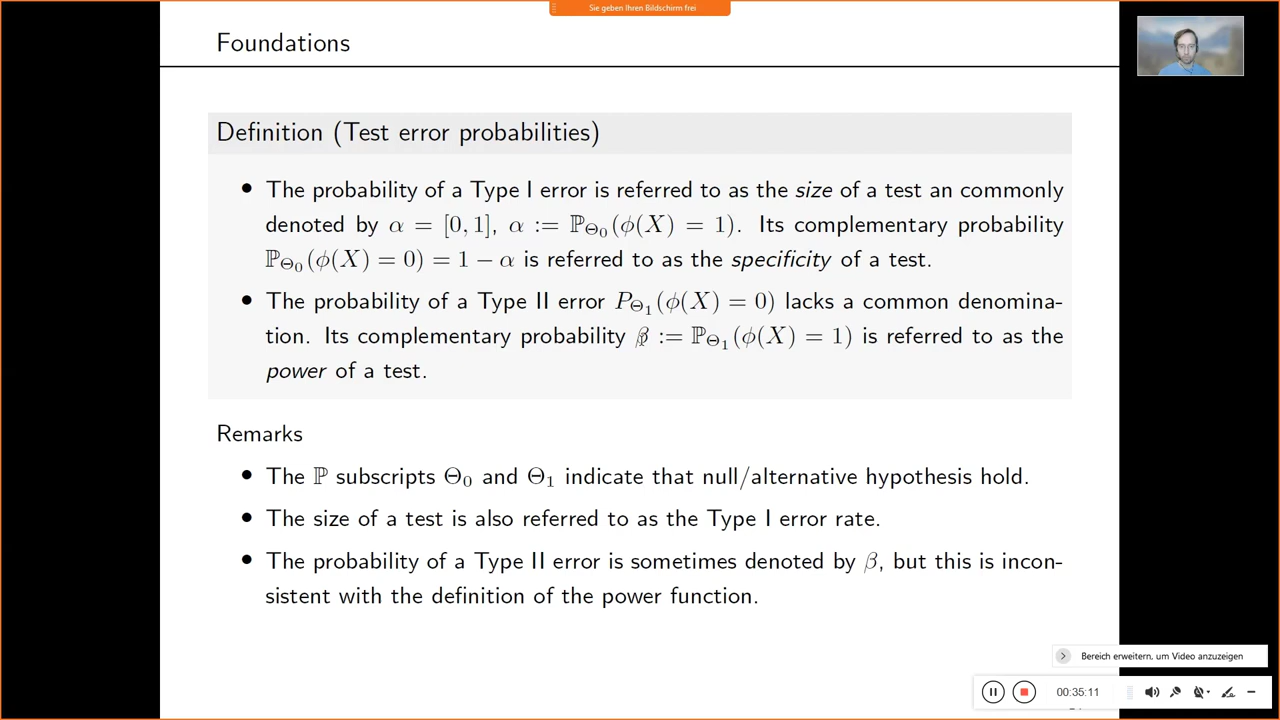 Sie geben Ihren Bildschirm frei
Foundations
Definition (Test error probabilities)
• The probability of a Type I error is referred to as the size of a test an commonly
denoted by α = [0, 1], α := ℙ_Θ₀(ϕ(X) = 1). Its complementary probability
ℙ_Θ₀(ϕ(X) = 0) = 1 − α is referred to as the specificity of a test.
• The probability of a Type II error P_Θ₁(ϕ(X) = 0) lacks a common denomina-
tion. Its complementary probability β := ℙ_Θ₁(ϕ(X) = 1) is referred to as the
power of a test.
Remarks
• The ℙ subscripts Θ₀ and Θ₁ indicate that null/alternative hypothesis hold.
• The size of a test is also referred to as the Type I error rate.
• The probability of a Type II error is sometimes denoted by β, but this is incon-
sistent with the definition of the power function.
Bereich erweitern, um Video anzuzeigen
00:35:11